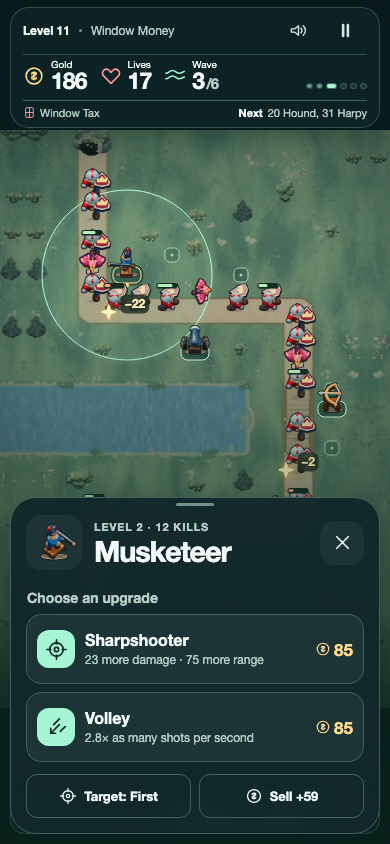 Level 11 • Window Money
Gold
186
Lives
17
Wave
3/6
Window Tax
Next 20 Hound, 31 Harpy
−22
−2
LEVEL 2 · 12 KILLS
Musketeer
Choose an upgrade
Sharpshooter
23 more damage · 75 more range
85
Volley
2.8× as many shots per second
85
Target: First
Sell +59